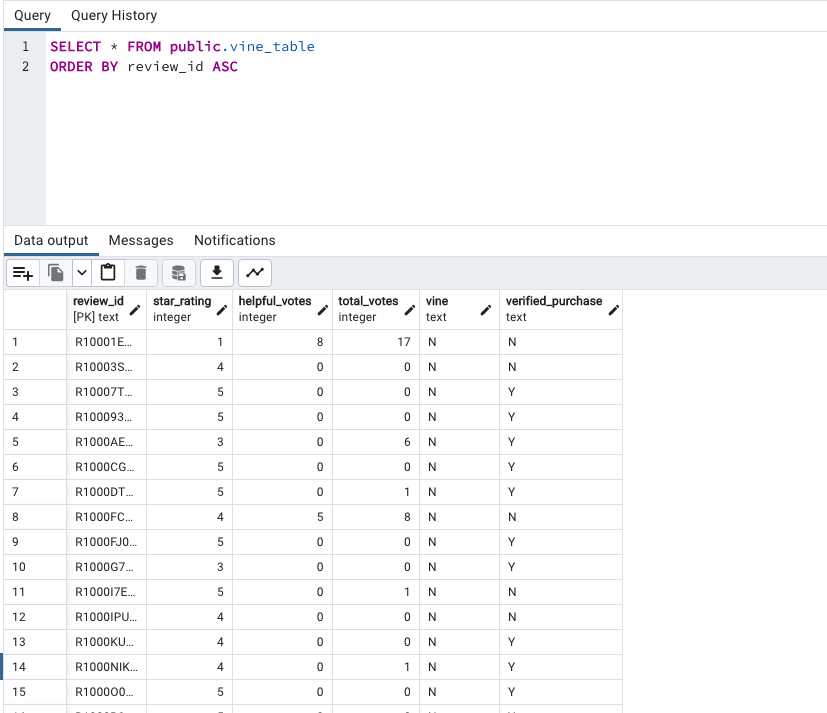 Query Query History
1 SELECT * FROM public.vine_table
2 ORDER BY review_id ASC
Data output Messages Notifications
review_id star_rating helpful_votes total_votes vine verified_purchase
[PK] text integer integer integer text text
1 R10001E... 1 8 17 N N
2 R10003S... 4 0 0 N N
3 R10007T... 5 0 0 N Y
4 R100093... 5 0 0 N Y
5 R1000AE... 3 0 6 N Y
6 R1000CG... 5 0 0 N Y
7 R1000DT... 5 0 1 N Y
8 R1000FC... 4 5 8 N N
9 R1000FJ0... 5 0 0 N Y
10 R1000G7... 3 0 0 N Y
11 R1000I7E... 5 0 1 N N
12 R1000IPU... 4 0 0 N N
13 R1000KU... 4 0 0 N Y
14 R1000NIK... 4 0 1 N Y
15 R1000O0... 5 0 0 N Y